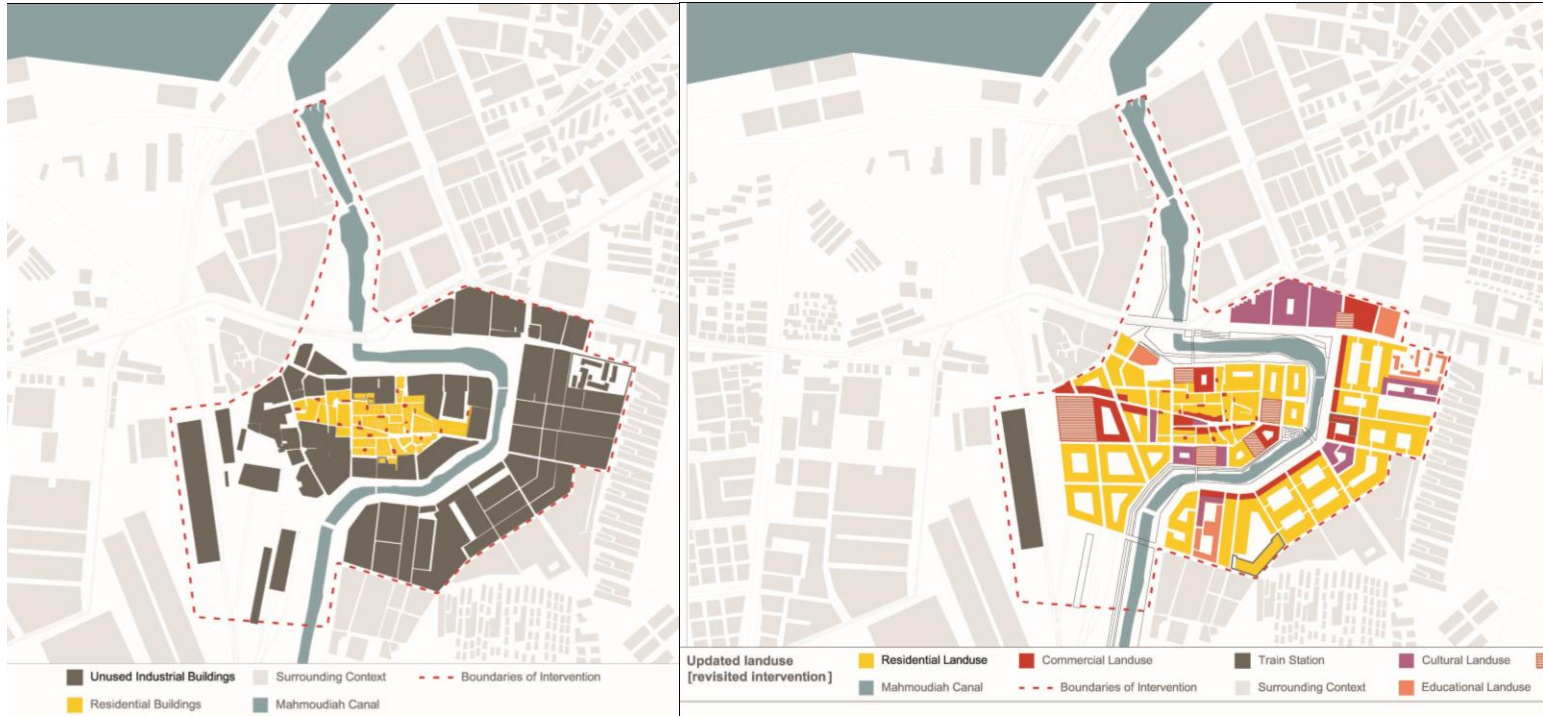 Unused Industrial Buildings
Surrounding Context
Boundaries of Intervention
Residential Buildings
Mahmoudiah Canal
Updated landuse
[revisited intervention]
Residential Landuse
Commercial Landuse
Train Station
Cultural Landuse
Mahmoudiah Canal
Boundaries of Intervention
Surrounding Context
Educational Landuse